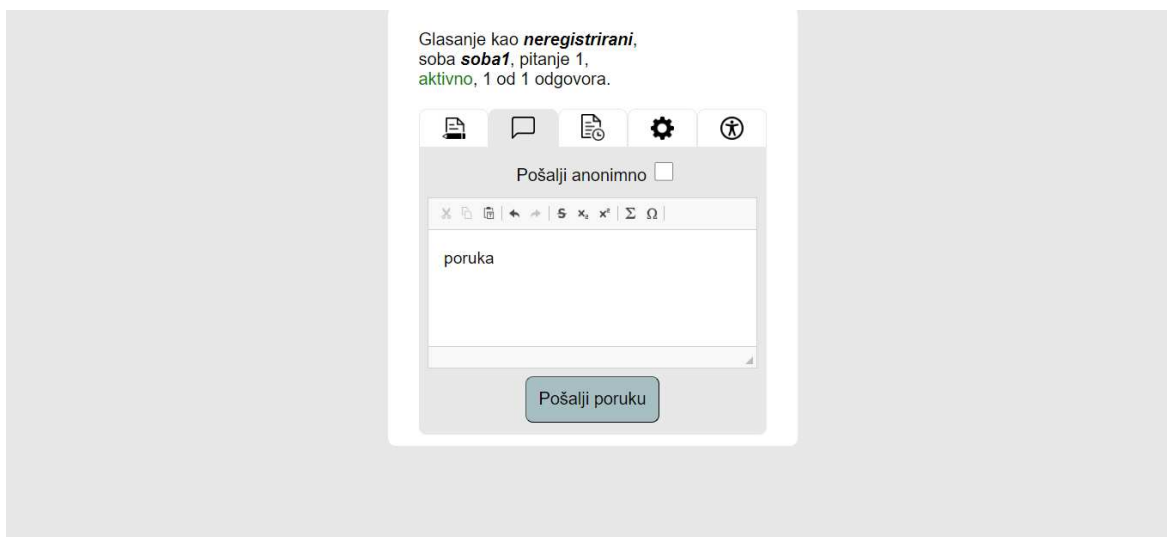 Glasanje kao neregistrirani,
soba soba1, pitanje 1,
aktivno, 1 od 1 odgovora.
Pošalji anonimno
poruka
Pošalji poruku